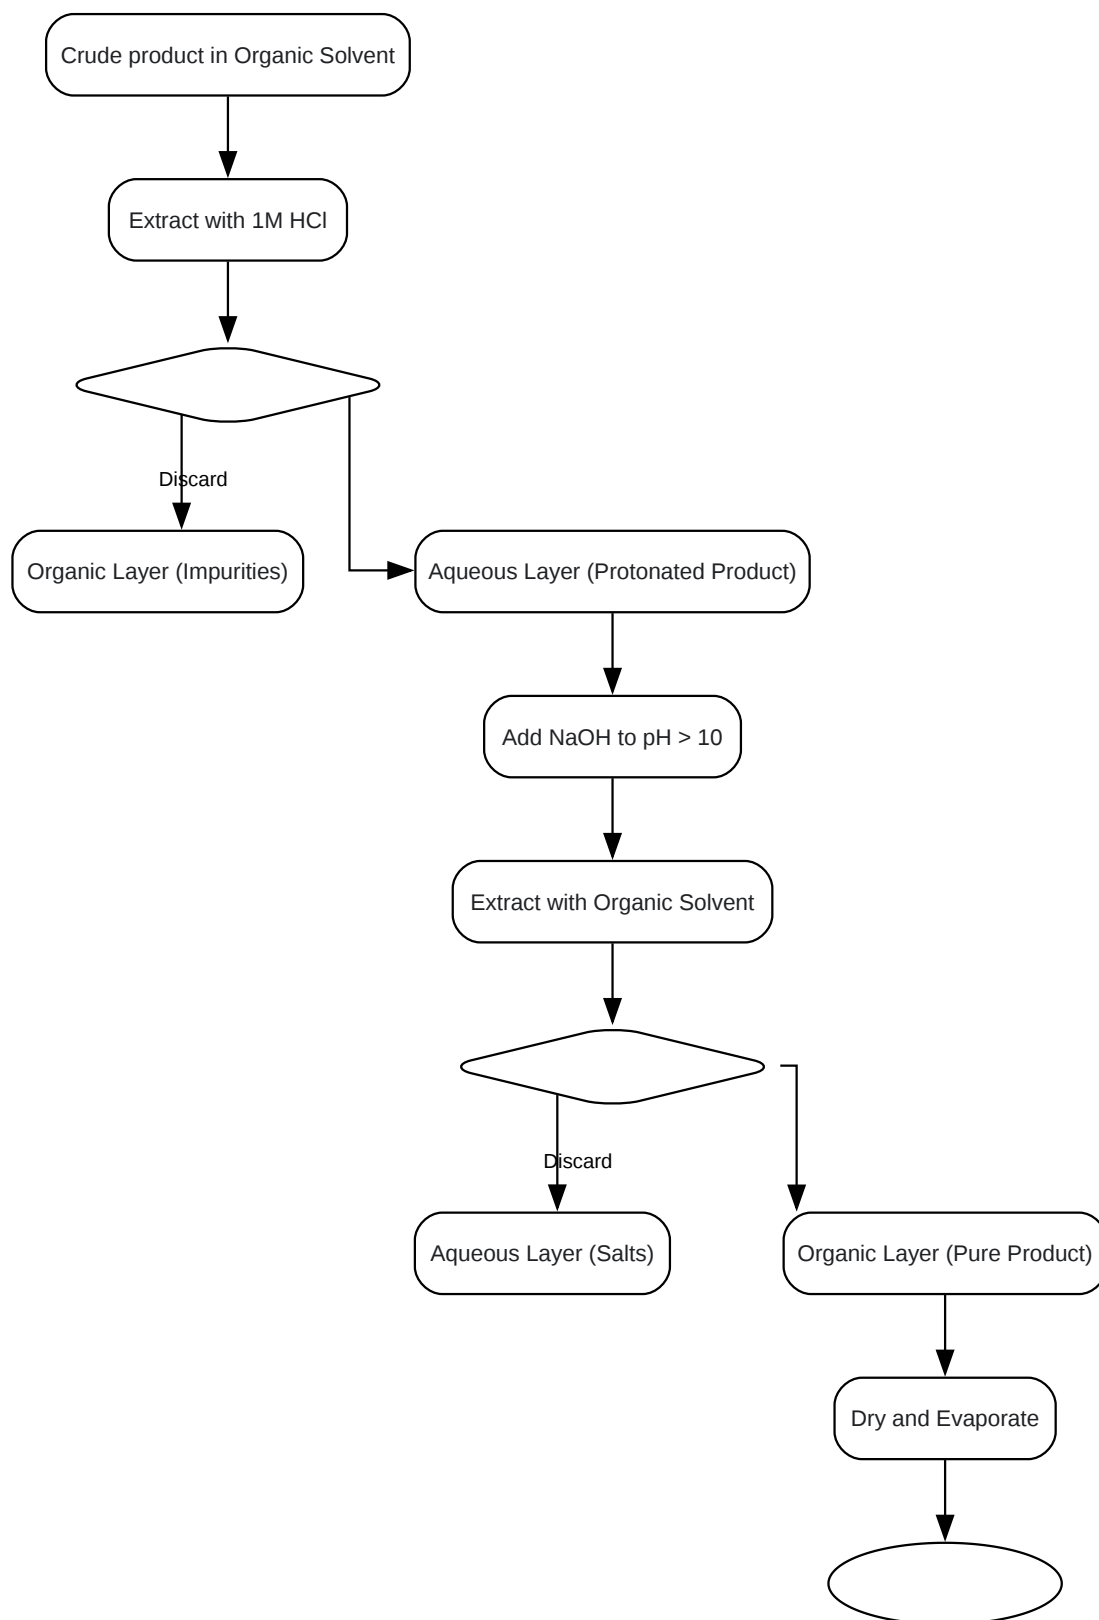 Crude product in Organic Solvent
Extract with 1M HCl
Discard
Organic Layer (Impurities)
Aqueous Layer (Protonated Product)
Add NaOH to pH > 10
Extract with Organic Solvent
Discard
Aqueous Layer (Salts)
Organic Layer (Pure Product)
Dry and Evaporate